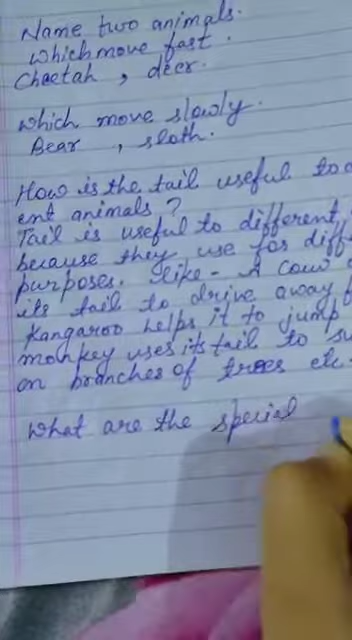 Name two animals.
which move fast.
Cheetah, deer.
which move slowly.
Bear, sloth.
How is the tail useful to
ent animals?
Tail is useful to different,
because they use for
purposes. like - A cow
its tail to drive away
Kangaroo helps it to jump
monkey uses its tail to
on branches of trees etc.
What are the special